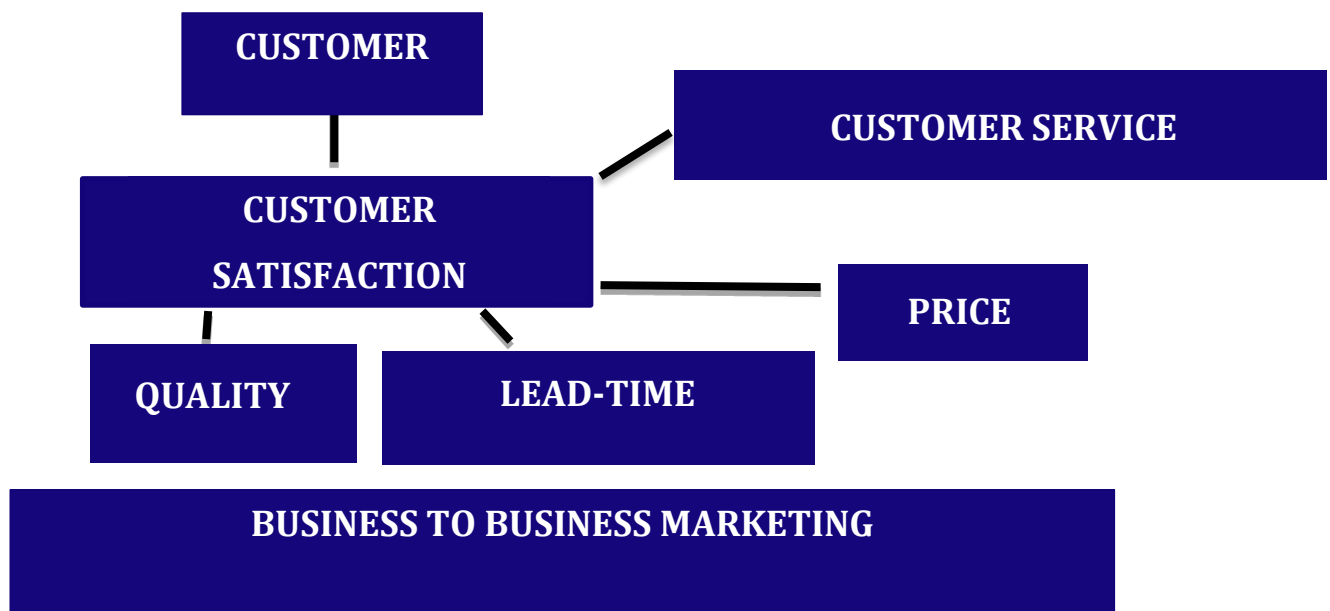 CUSTOMER
CUSTOMER SERVICE
CUSTOMER
SATISFACTION
PRICE
QUALITY
LEAD-TIME
BUSINESS TO BUSINESS MARKETING